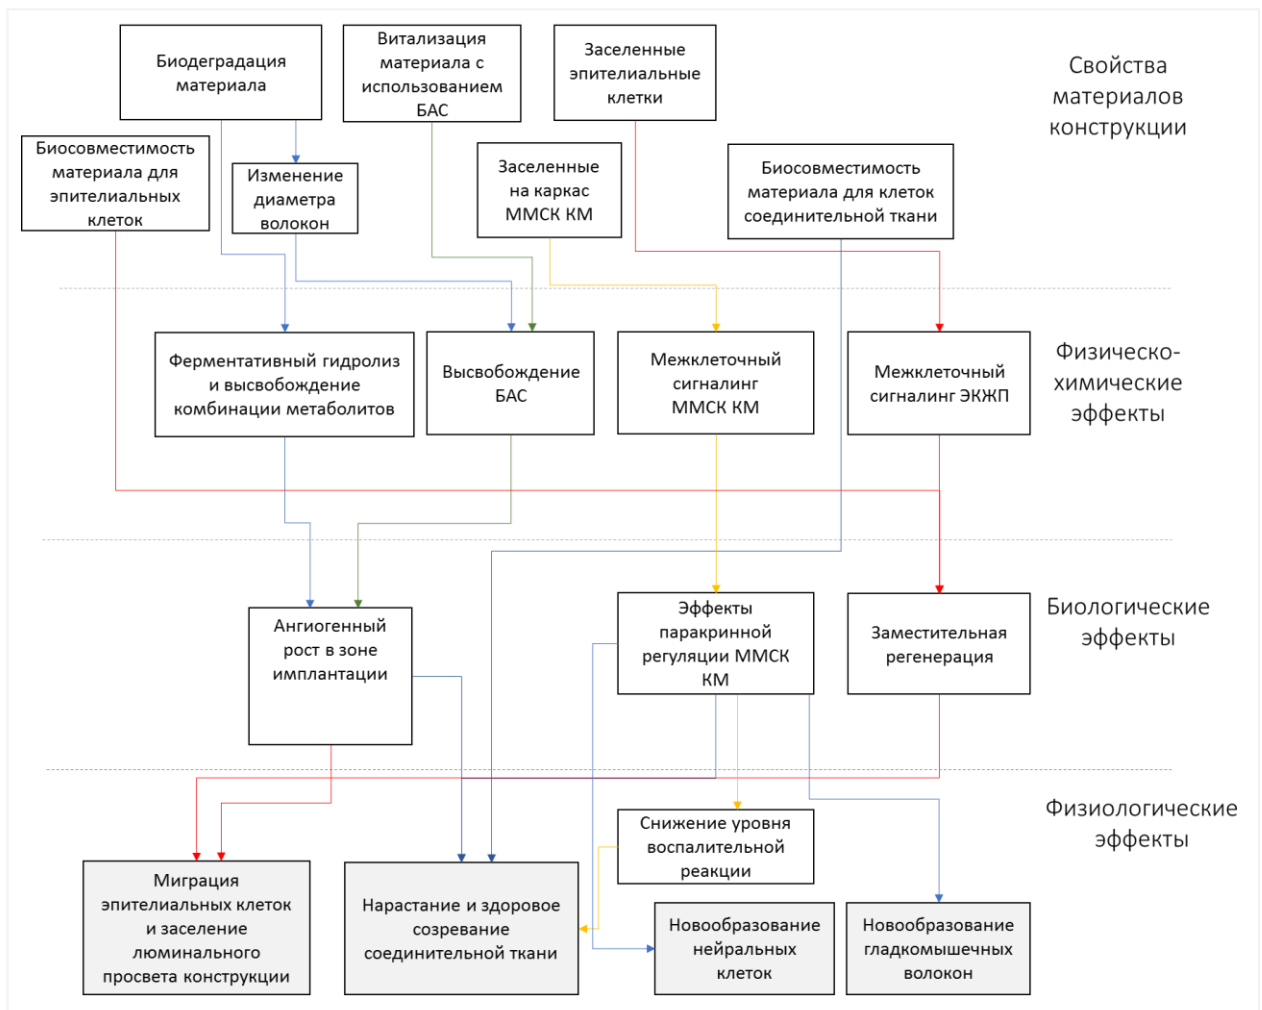 Биодеградация
материала
Витализация
материала с
использованием
БАС
Заселенные
эпителиальные
клетки
Свойства
материалов
конструкции
Биосовместимость
материала для
эпителиальных
клеток
Изменение
диаметра
волокон
Заселенные
на каркас
ММСК КМ
Биосовместимость
материала для клеток
соединительной ткани
Ферментативный гидролиз
и высвобождение
комбинации метаболитов
Высвобождение
БАС
Межклеточный
сигналинг
ММСК КМ
Межклеточный
сигналинг ЭКЖП
Физическо-
химические
эффекты
Ангиогенный
рост в зоне
имплантации
Эффекты
паракринной
регуляции ММСК
КМ
Заместительная
регенерация
Биологические
эффекты
Снижение уровня
воспалительной
реакции
Физиологические
эффекты
Миграция
эпителиальных клеток
и заселение
люминального
просвета конструкции
Нарастание и здоровое
созревание
соединительной ткани
Новообразование
нейральных
клеток
Новообразование
гладкомышечных
волокон